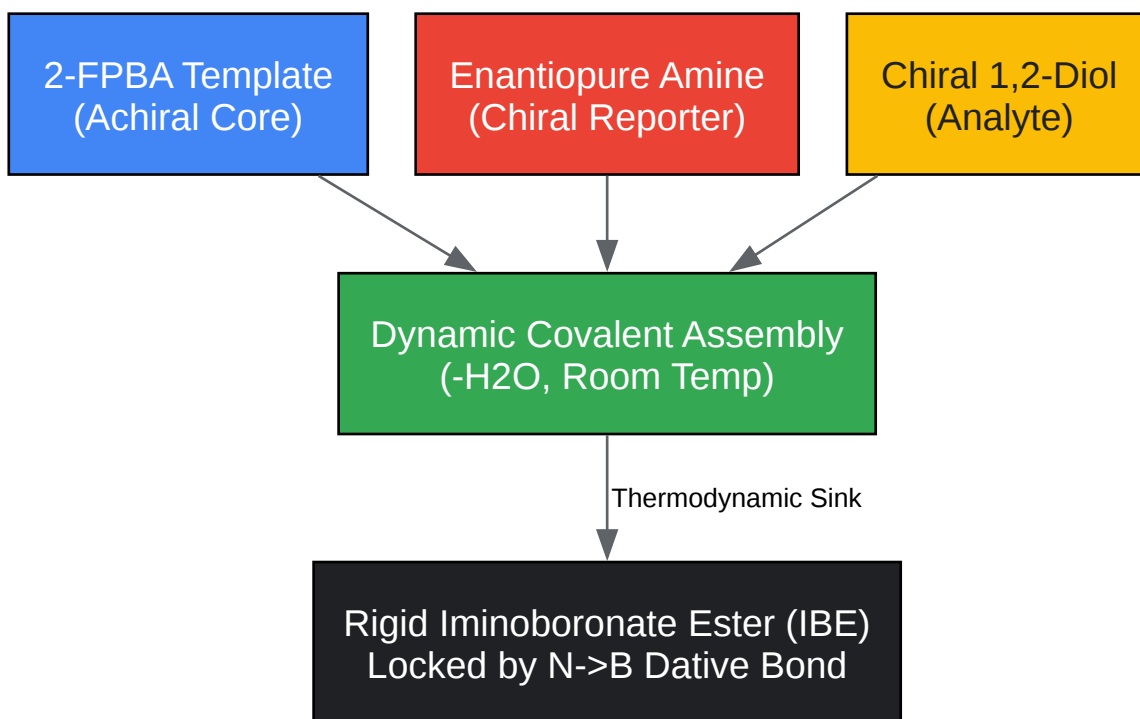 2-FPBA Template
(Achiral Core)
Enantiopure Amine
(Chiral Reporter)
Chiral 1,2-Diol
(Analyte)
Dynamic Covalent Assembly
(-H2O, Room Temp)
Thermodynamic Sink
Rigid Iminoboronate Ester (IBE)
Locked by N->B Dative Bond